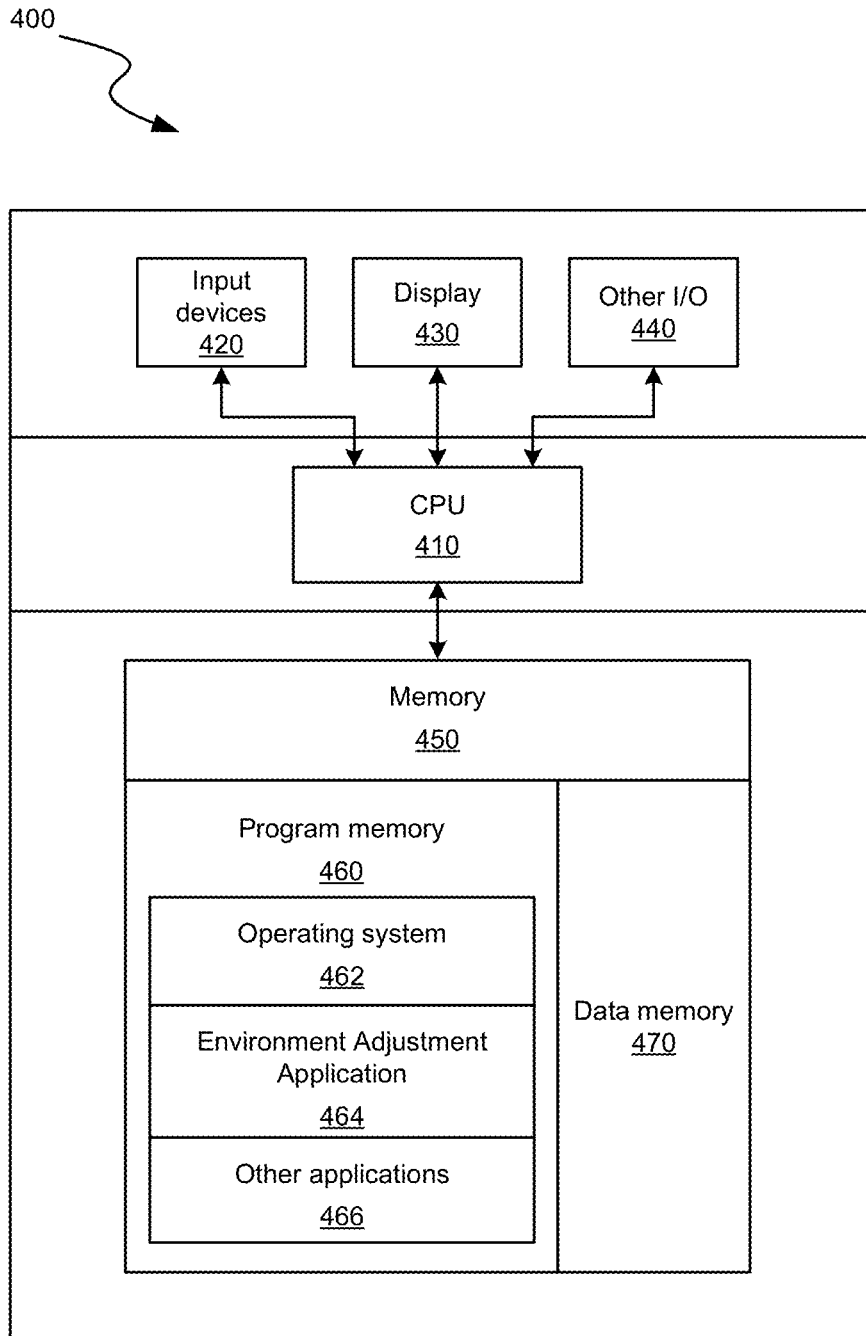 400
Input
devices
420
Display
430
Other I/O
440
CPU
410
Memory
450
Program memory
460
Operating system
462
Environment Adjustment
Application
464
Other applications
466
Data memory
470